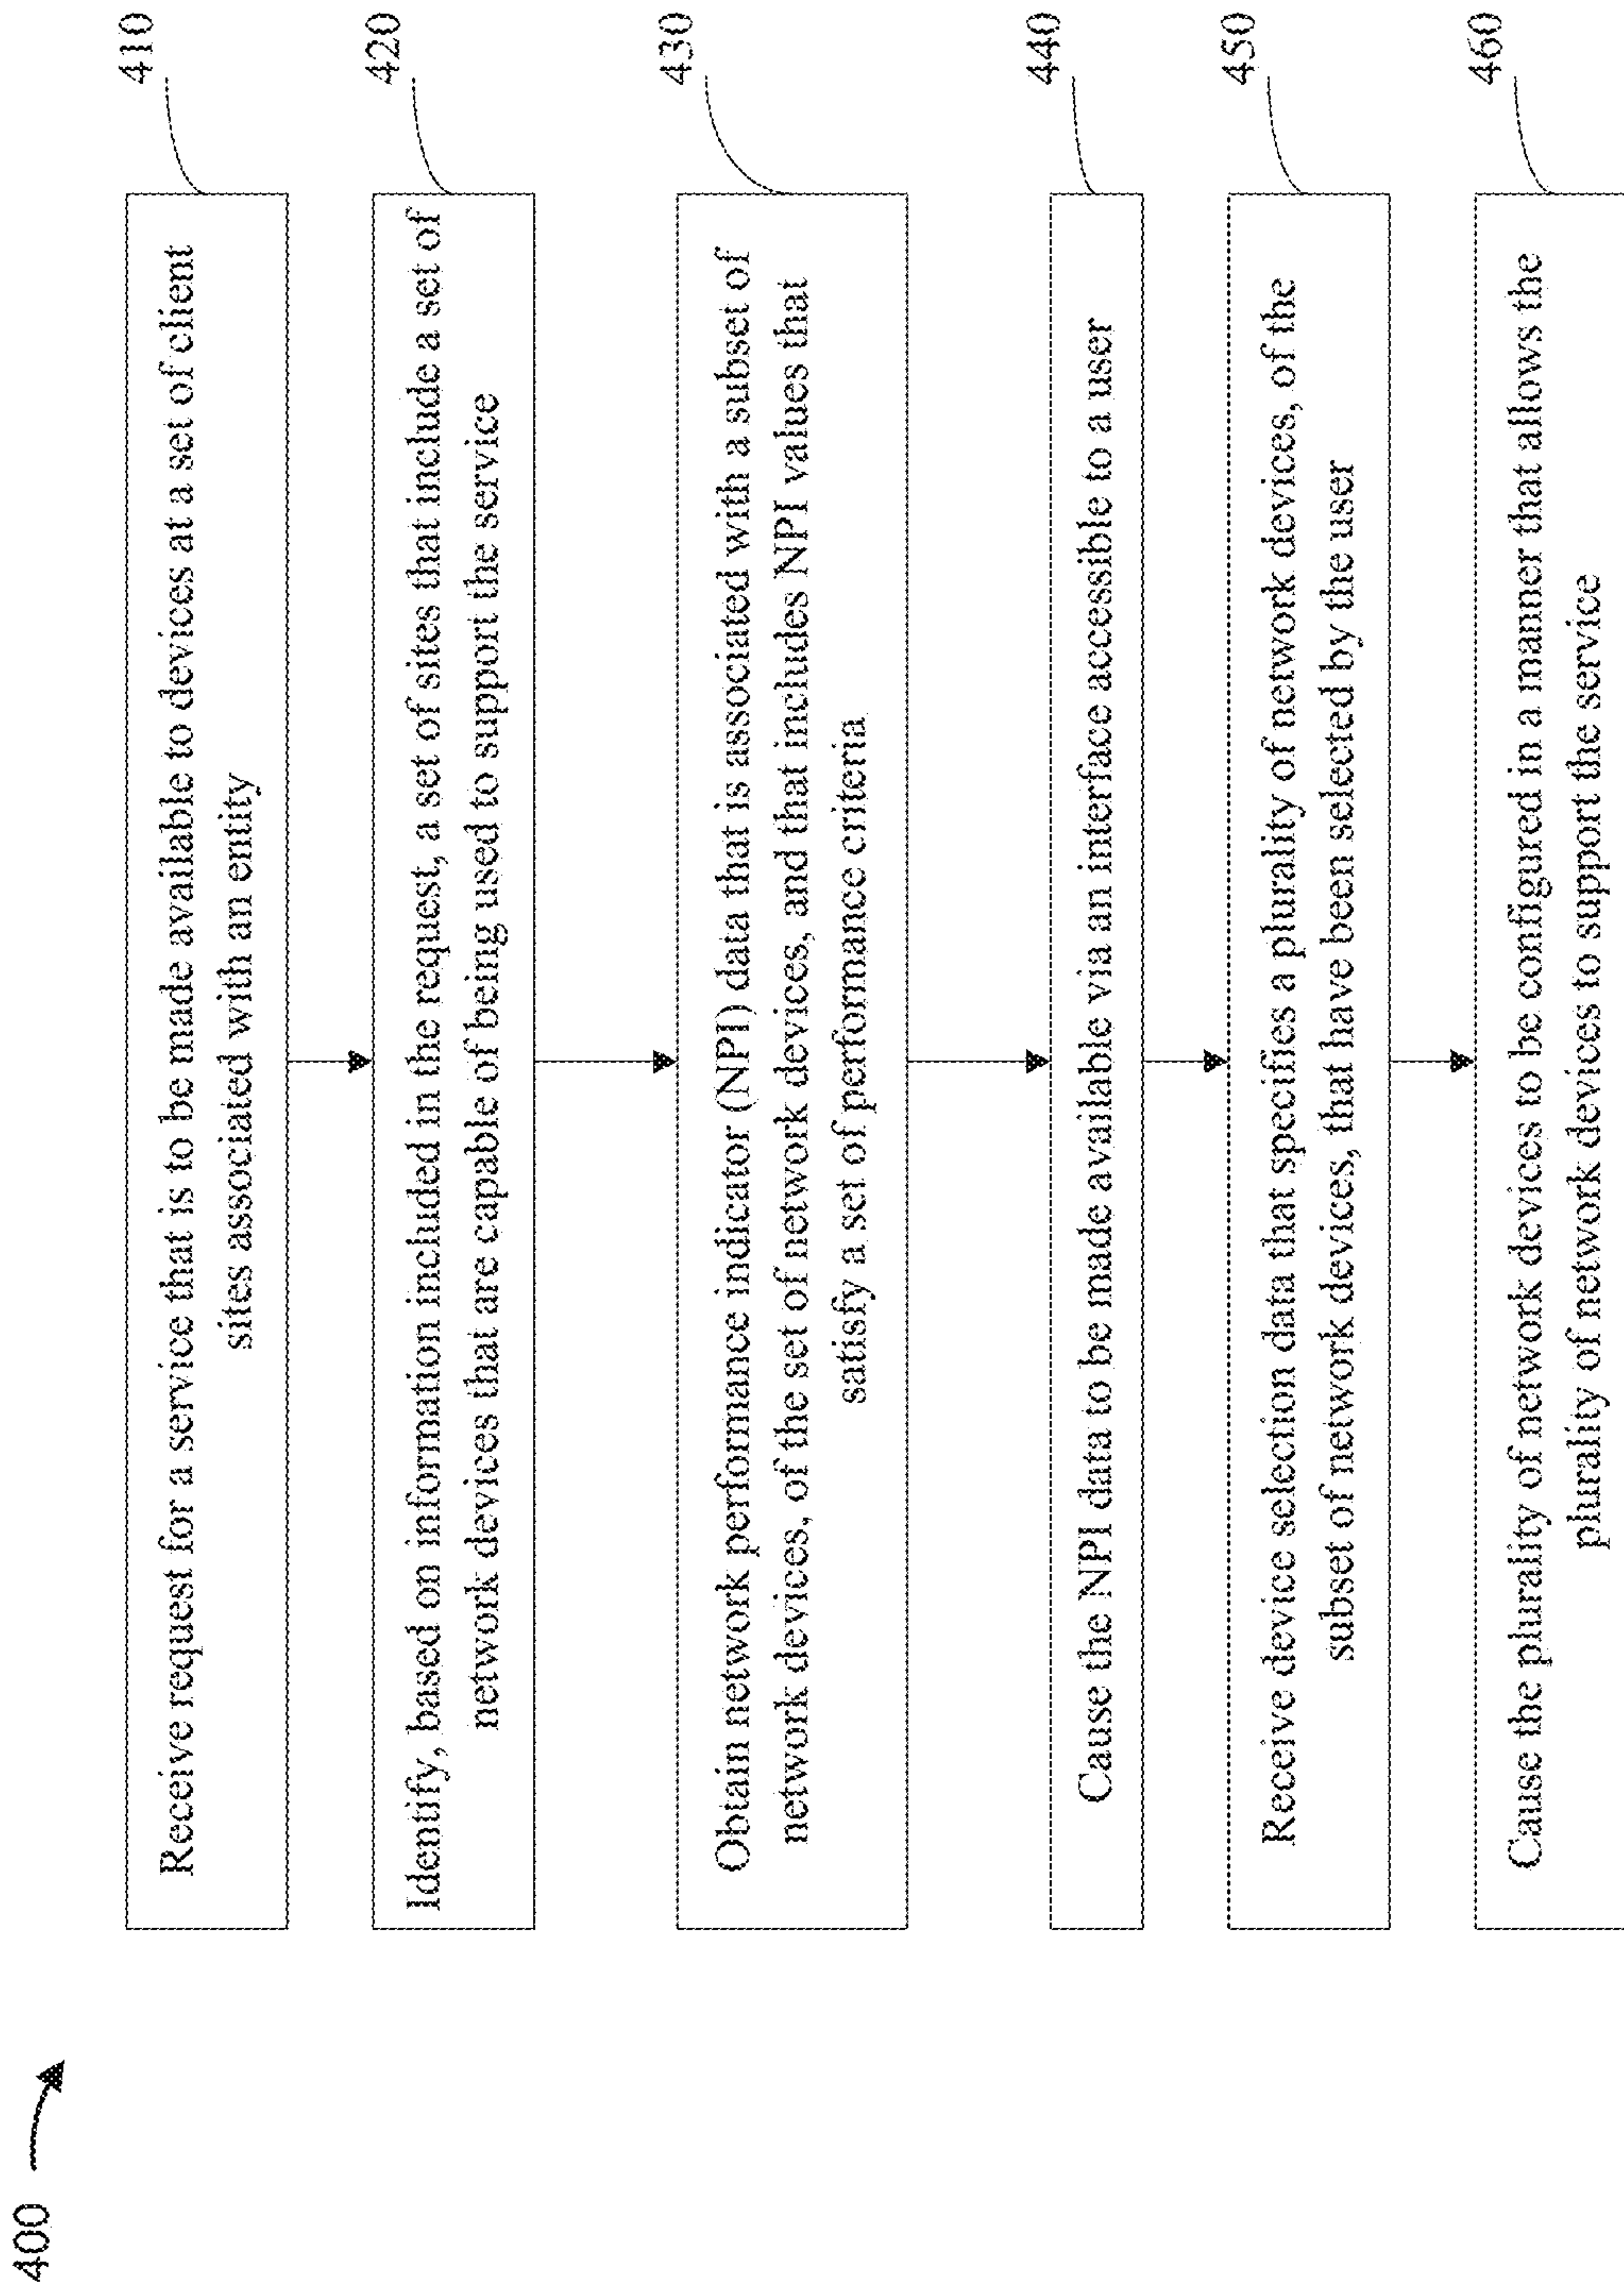 400
410
Receive request for a service that is to be made available to devices at a set of client
sites associated with an entity
420
Identify, based on information included in the request, a set of sites that include a set of
network devices that are capable of being used to support the service
430
Obtain network performance indicator (NPI) data that is associated with a subset of
network devices, of the set of network devices, and that includes NPI values that
satisfy a set of performance criteria
440
Cause the NPI data to be made available via an interface accessible to a user
450
Receive device selection data that specifies a plurality of network devices, of the
subset of network devices, that have been selected by the user
460
Cause the plurality of network devices to be configured in a manner that allows the
plurality of network devices to support the service